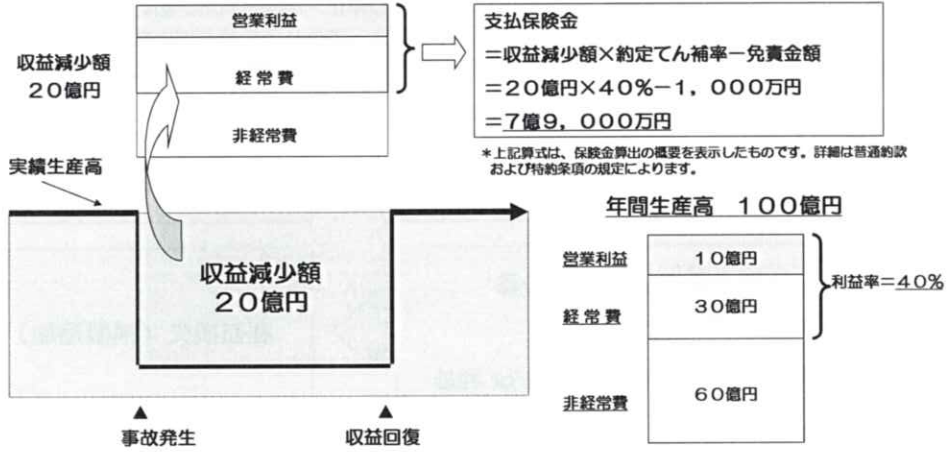 収益減少額
20億円
営業利益
経常費
非経常費
支払保険金
=収益減少額×約定てん補率-免責金額
=20億円×40%-1,000万円
=7億9,000万円
*上記算式は、保険金算出の概要を表示したものです。詳細は普通約款
および特約条項の規定によります。
実績生産高
収益減少額
20億円
▲
事故発生
▲
収益回復
年間生産高 100億円
営業利益
10億円
経常費
30億円
非経常費
60億円
利益率=40%